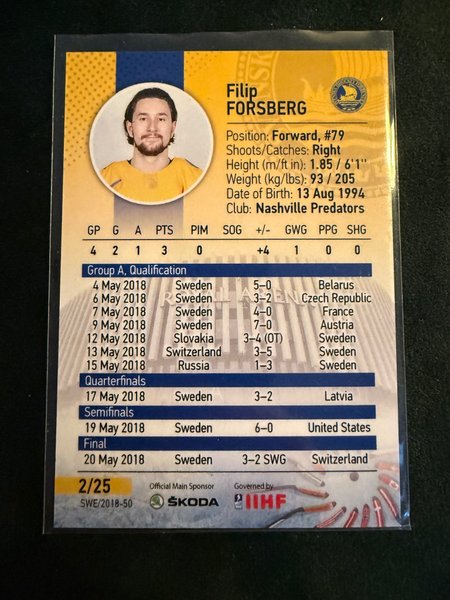 Filip
FORSBERG
Position: Forward, #79
Shoots/Catches: Right
Height (m/ft in): 1.85 / 6'1"
Weight (kg/lbs): 93 / 205
Date of Birth: 13 Aug 1994
Club: Nashville Predators
GP G A PTS PIM SOG +/- GWG PPG SHG
4 2 1 3 0 +4 1 0 0
Group A, Qualification
4 May 2018 Sweden 5–0 Belarus
6 May 2018 Sweden 3–2 Czech Republic
7 May 2018 Sweden 4–0 France
9 May 2018 Sweden 7–0 Austria
12 May 2018 Slovakia 3–4 (OT) Sweden
13 May 2018 Switzerland 3–5 Sweden
15 May 2018 Russia 1–3 Sweden
Quarterfinals
17 May 2018 Sweden 3–2 Latvia
Semifinals
19 May 2018 Sweden 6–0 United States
Final
20 May 2018 Sweden 3–2 SWG Switzerland
2/25
SWE/2018-50
Official Main Sponsor
ŠKODA
Governed by
IIHF
ROYAL ARENA